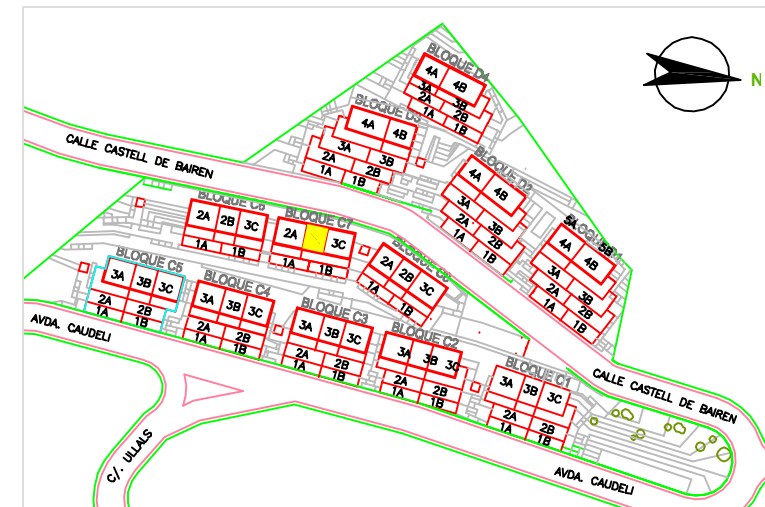 N
BLOQUE D4
4A 4B
3A 3B
2A 2B
1A 1B
BLOQUE D3
4A 4B
3A 3B
2A 2B
1A 1B
CALLE CASTELL DE BAIREN
BLOQUE D2
4A 4B
3A 3B
2A 2B
1A 1B
5A 5B
4A 4B
3A 3B
2A 2B
1A 1B
BLOQUE C6
2A 2B 3C
1A 1B
BLOQUE C7
2A 3C
1A 1B
2A 2B 3C
1A 1B
BLOQUE C5
3A 3B 3C
2A 2B
1A 1B
BLOQUE C4
3A 3B 3C
2A 2B
1A 1B
BLOQUE C3
3A 3B 3C
2A 2B
1A 1B
BLOQUE C2
3A 3B 3C
2A 2B
1A 1B
BLOQUE C1
3A 3B 3C
2A 2B
1A 1B
AVDA. CAUDELI
CALLE CASTELL DE BAIREN
C/. ULLALS
AVDA. CAUDELI